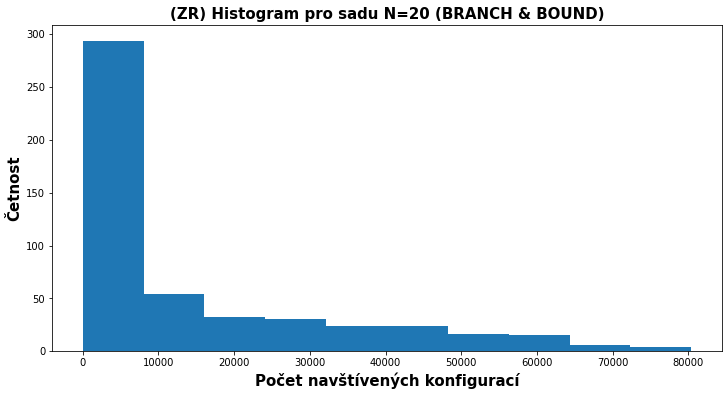 (ZR) Histogram pro sadu N=20 (BRANCH & BOUND)
300
250
200
150
100
50
0
Četnost
0 10000 20000 30000 40000 50000 60000 70000 80000
Počet navštívených konfigurací